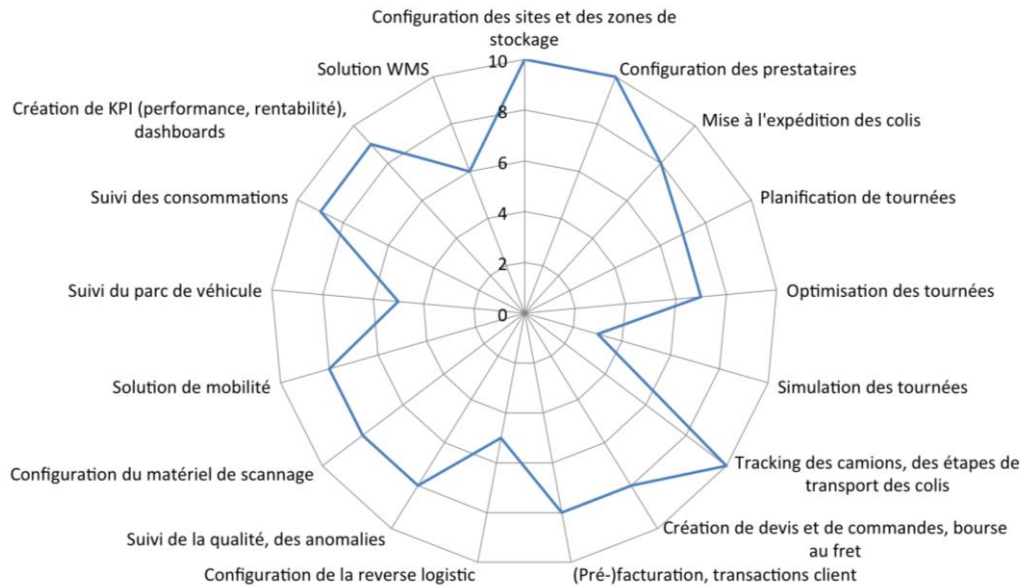 Configuration des sites et des zones de
stockage
Configuration des prestataires
Mise à l'expédition des colis
Planification de tournées
Optimisation des tournées
Simulation des tournées
Tracking des camions, des étapes de
transport des colis
Création de devis et de commandes, bourse
au fret
(Pré-)facturation, transactions client
Configuration de la reverse logistic
Suivi de la qualité, des anomalies
Configuration du matériel de scannage
Solution de mobilité
Suivi du parc de véhicule
Suivi des consommations
Création de KPI (performance, rentabilité),
dashboards
Solution WMS
10
8
6
4
2
0